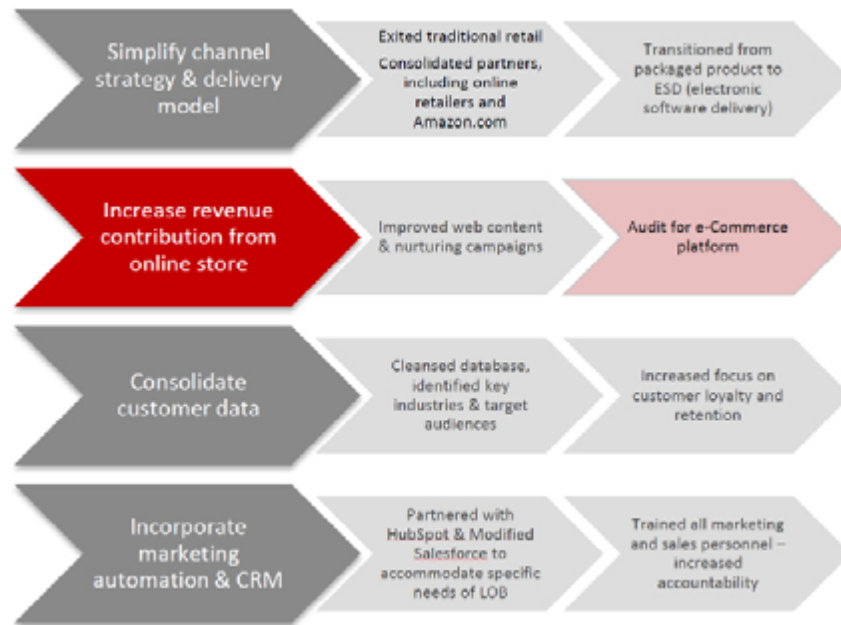 Simplify channel
strategy & delivery
model
Exited traditional retail
Consolidated partners,
including online
retailers and
Amazon.com
Transitioned from
packaged product to
ESD (electronic
software delivery)
Increase revenue
contribution from
online store
Improved web content
& nurturing campaigns
Audit for e-Commerce
platform
Consolidate
customer data
Cleansed database,
identified key
industries & target
audiences
Increased focus on
customer loyalty and
retention
Incorporate
marketing
automation & CRM
Partnered with
HubSpot & Modified
Salesforce to
accommodate specific
needs of LOB
Trained all marketing
and sales personnel –
increased
accountability